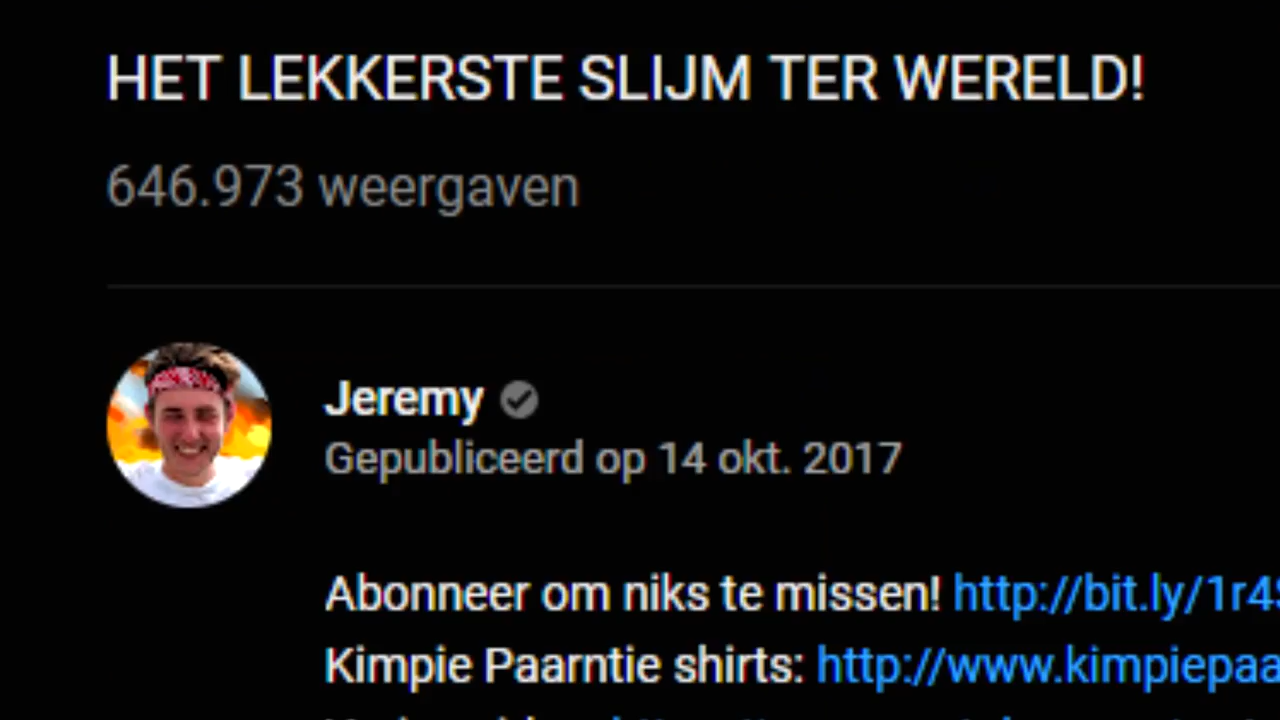 HET LEKKERSTE SLIJM TER WERELD!
646.973 weergaven
Jeremy
Gepubliceerd op 14 okt. 2017
Abonneer om niks te missen! http://bit.ly/1r4
Kimpie Paarntie shirts: http://www.kimpiepaa